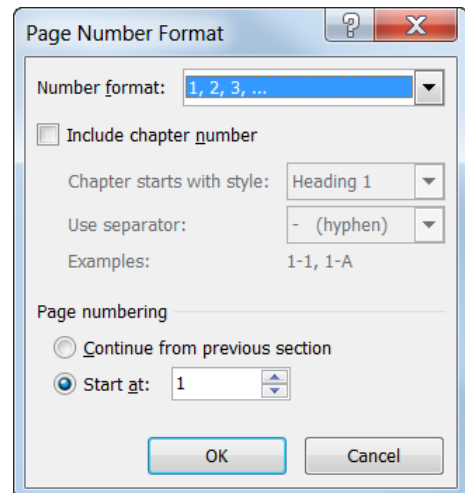 Page Number Format
Number format: 1, 2, 3, ...
Include chapter number
Chapter starts with style: Heading 1
Use separator: - (hyphen)
Examples: 1-1, 1-A
Page numbering
Continue from previous section
Start at: 1
OK Cancel